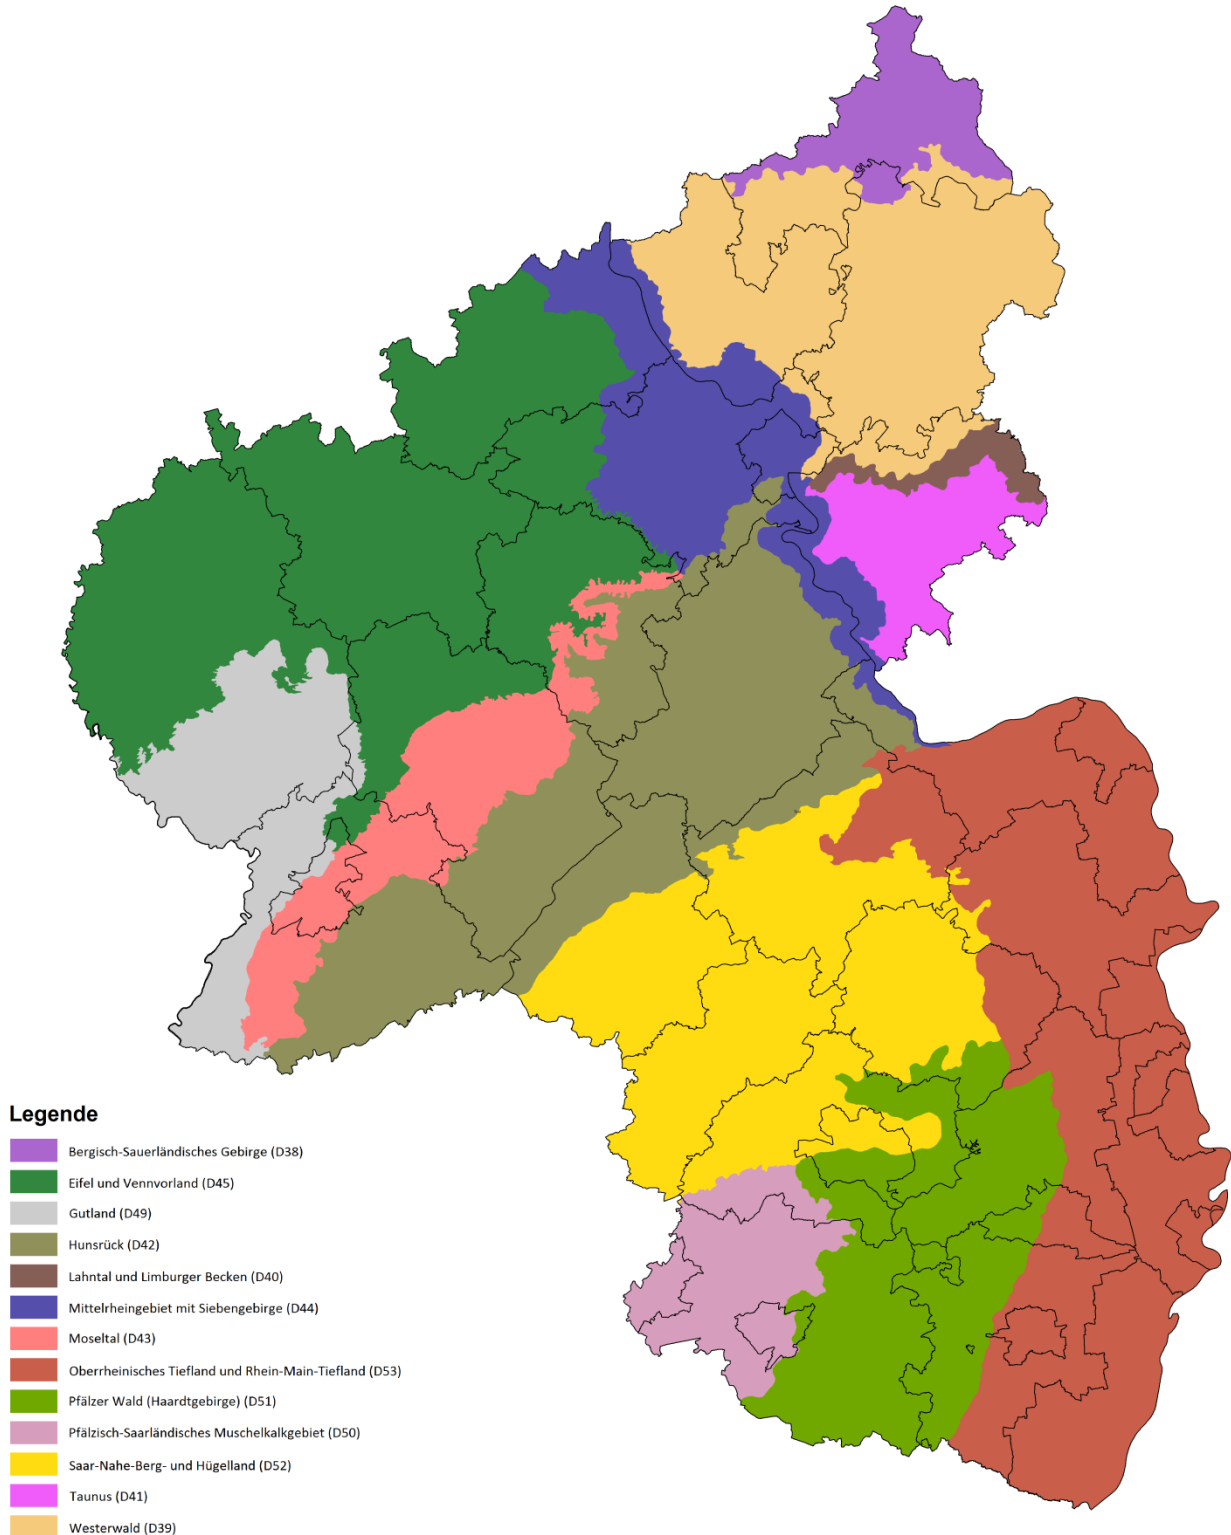 Legende
Bergisch-Sauerländisches Gebirge (D38)
Eifel und Vennvorland (D45)
Gutland (D49)
Hunsrück (D42)
Lahntal und Limburger Becken (D40)
Mittelrheingebiet mit Siebengebirge (D44)
Moseltal (D43)
Oberrheinisches Tiefland und Rhein-Main-Tiefland (D53)
Pfälzer Wald (Haardtgebirge) (D51)
Pfälzisch-Saarländisches Muschelkalkgebiet (D50)
Saar-Nahe-Berg- und Hügelland (D52)
Taunus (D41)
Westerwald (D39)